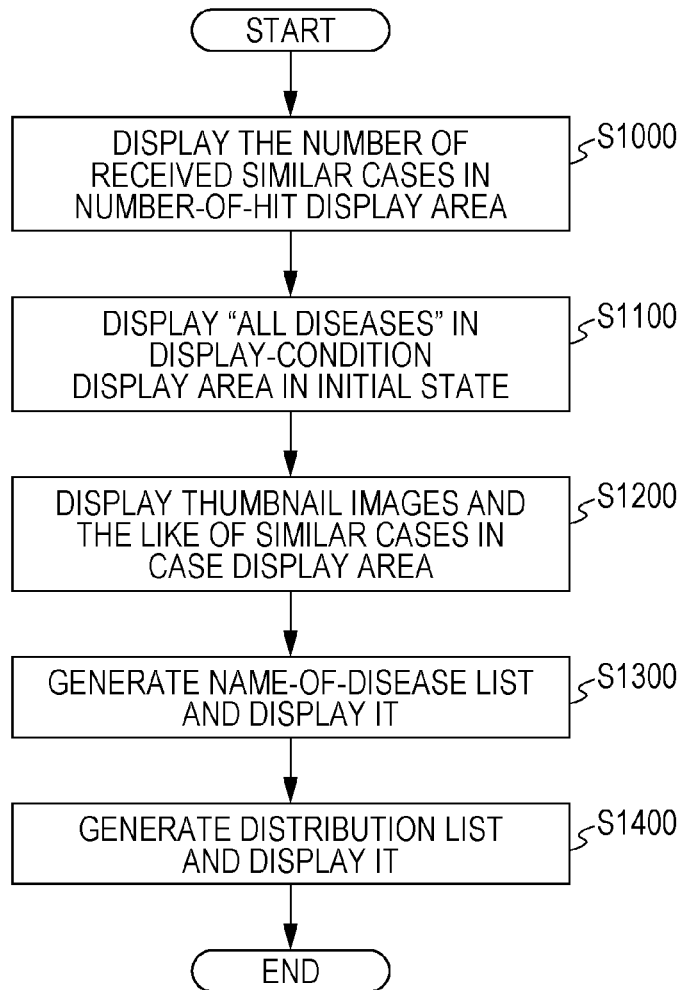 START
DISPLAY THE NUMBER OF
RECEIVED SIMILAR CASES IN
NUMBER-OF-HIT DISPLAY AREA
S1000
DISPLAY “ALL DISEASES” IN
DISPLAY-CONDITION
DISPLAY AREA IN INITIAL STATE
S1100
DISPLAY THUMBNAIL IMAGES AND
THE LIKE OF SIMILAR CASES IN
CASE DISPLAY AREA
S1200
GENERATE NAME-OF-DISEASE LIST
AND DISPLAY IT
S1300
GENERATE DISTRIBUTION LIST
AND DISPLAY IT
S1400
END